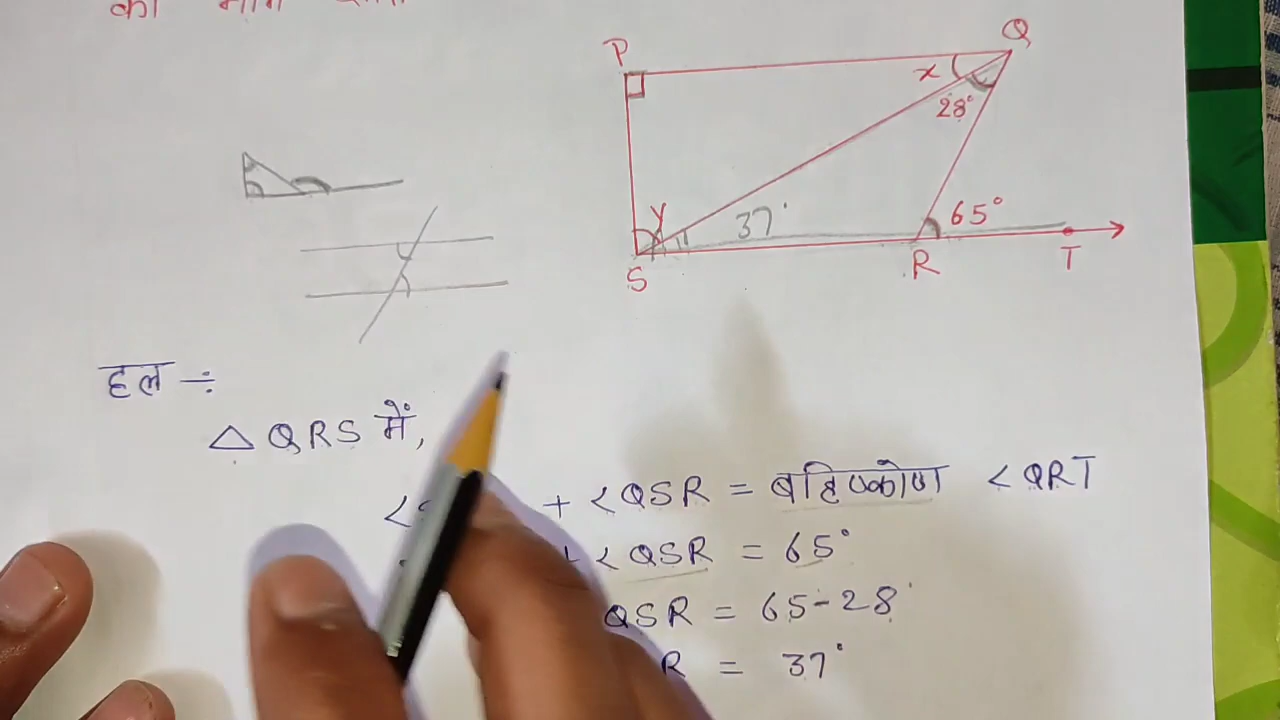 का मान
P
Q
x
28°
y
37°
65°
S
R
T
हल ÷
△ QRS में,
+ <QSR = बहिष्कोण <QRT
+ <QSR = 65°
QSR = 65-28°
R = 37°